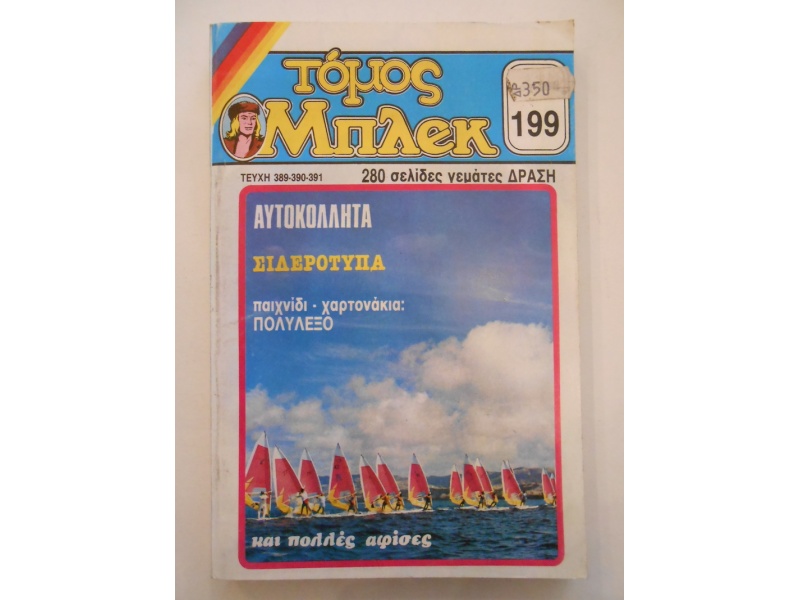 τόμος
Μπλεκ
350
199
ΤΕΥΧΗ 389-390-391
280 σελίδες γεμάτες ΔΡΑΣΗ
ΑΥΤΟΚΟΛΛΗΤΑ
ΣΙΔΕΡΟΤΥΠΑ
παιχνίδι - χαρτονάκια:
ΠΟΛΥΛΕΞΟ
και πολλές αφίσες